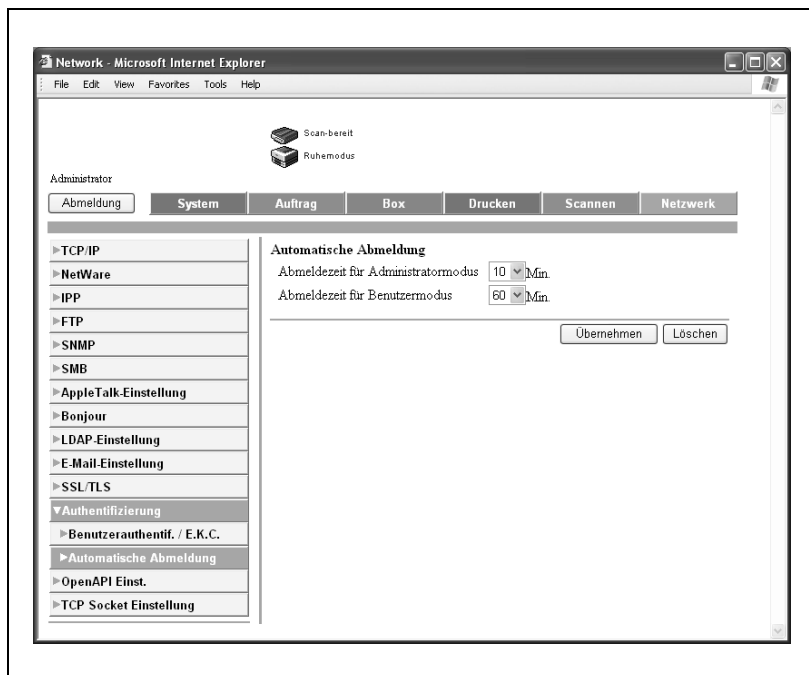 Network - Microsoft Internet Explorer
File Edit View Favorites Tools Help
Scan-bereit
Ruhemodus
Administrator
Abmeldung System Auftrag Box Drucken Scannen Netzwerk
▶TCP/IP
▶NetWare
▶IPP
▶FTP
▶SNMP
▶SMB
▶AppleTalk-Einstellung
▶Bonjour
▶LDAP-Einstellung
▶E-Mail-Einstellung
▶SSL/TLS
▼Authentifizierung
▶Benutzerauthentif. / E.K.C.
▶Automatische Abmeldung
▶OpenAPI Einst.
▶TCP Socket Einstellung
Automatische Abmeldung
Abmeldezeit für Administratormodus 10 Min.
Abmeldezeit für Benutzermodus 60 Min.
Übernehmen Löschen